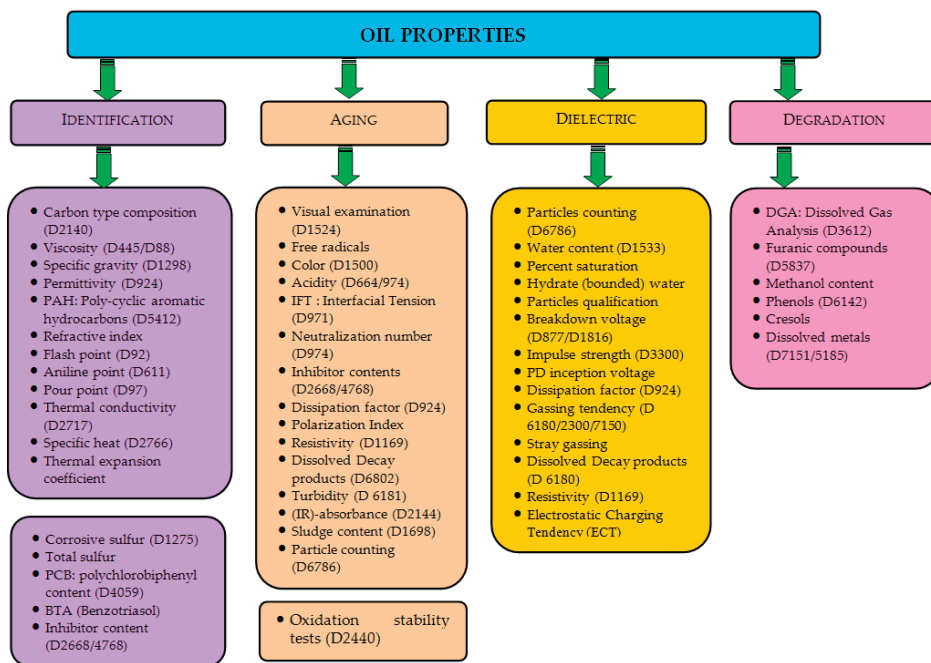 OIL PROPERTIES
IDENTIFICATION
AGING
DIELECTRIC
DEGRADATION
• Carbon type composition
(D2140)
• Viscosity (D445/D88)
• Specific gravity (D1298)
• Permittivity (D924)
• PAH: Poly-cyclic aromatic
hydrocarbons (D5412)
• Refractive index
• Flash point (D92)
• Aniline point (D611)
• Pour point (D97)
• Thermal conductivity
(D2717)
• Specific heat (D2766)
• Thermal expansion
coefficient
• Corrosive sulfur (D1275)
• Total sulfur
• PCB: polychlorobiphenyl
content (D4059)
• BTA (Benzotriasol)
• Inhibitor content
(D2668/4768)
• Visual examination
(D1524)
• Free radicals
• Color (D1500)
• Acidity (D664/974)
• IFT : Interfacial Tension
(D971)
• Neutralization number
(D974)
• Inhibitor contents
(D2668/4768)
• Dissipation factor (D924)
• Polarization Index
• Resistivity (D1169)
• Dissolved Decay
products (D6802)
• Turbidity (D 6181)
• (IR)-absorbance (D2144)
• Sludge content (D1698)
• Particle counting
(D6786)
• Oxidation stability
tests (D2440)
• Particles counting
(D6786)
• Water content (D1533)
• Percent saturation
• Hydrate (bounded) water
• Particles qualification
• Breakdown voltage
(D877/D1816)
• Impulse strength (D3300)
• PD inception voltage
• Dissipation factor (D924)
• Gassing tendency (D
6180/2300/7150)
• Stray gassing
• Dissolved Decay products
(D 6180)
• Resistivity (D1169)
• Electrostatic Charging
Tendency (ECT)
• DGA: Dissolved Gas
Analysis (D3612)
• Furanic compounds
(D5837)
• Methanol content
• Phenols (D6142)
• Cresols
• Dissolved metals
(D7151/5185)